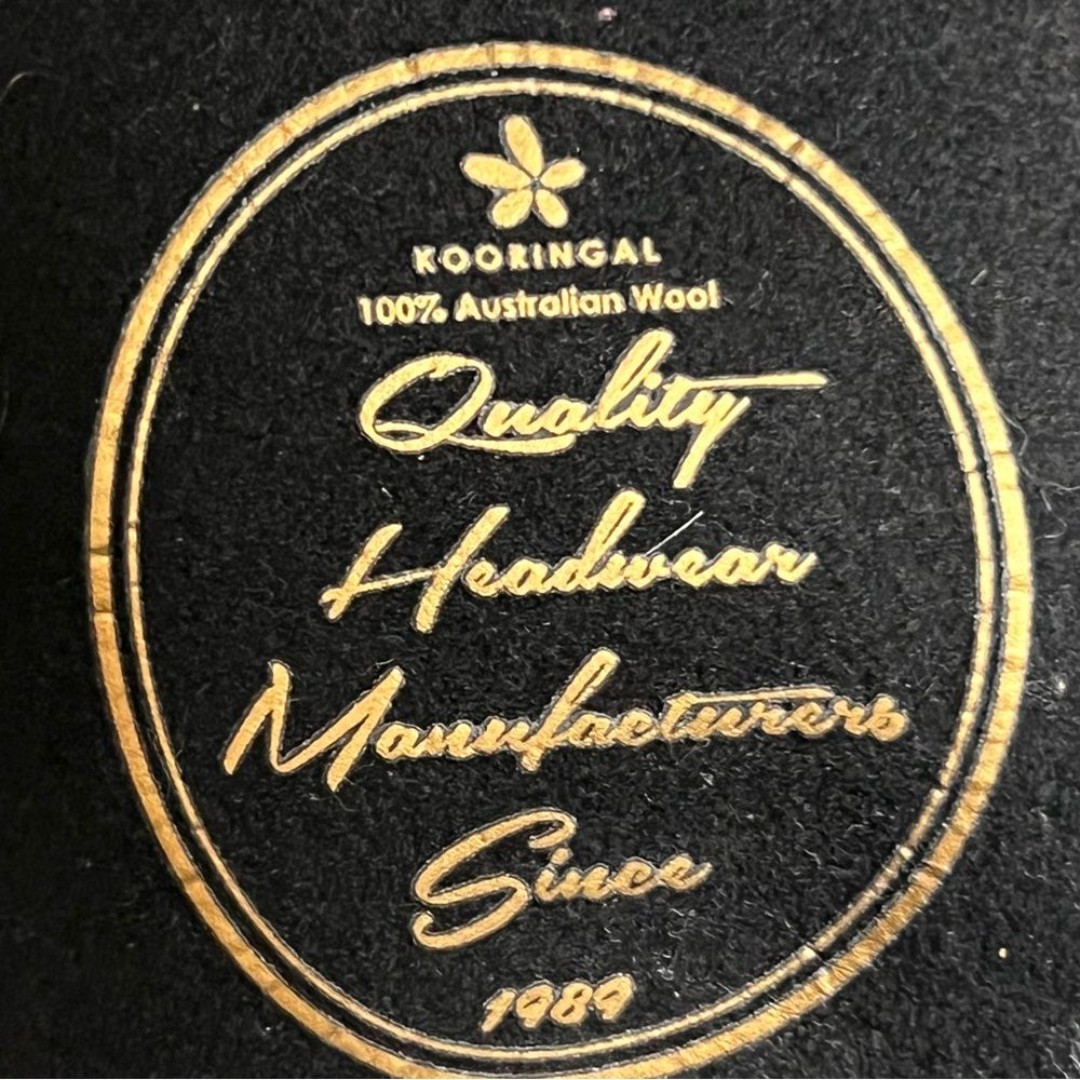 KOORINGAL
100% Australian Wool
Quality
Headwear
Manufacturers
Since
1989